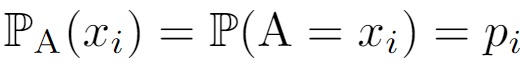 ℙ_A(x_i) = ℙ(A = x_i) = p_i